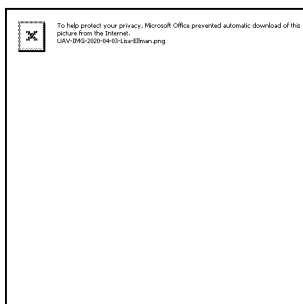 To help protect your privacy, Microsoft Office prevented automatic download of this
picture from the Internet.
UAV-IMG-2020-04-03-Lisa-Ellman.png